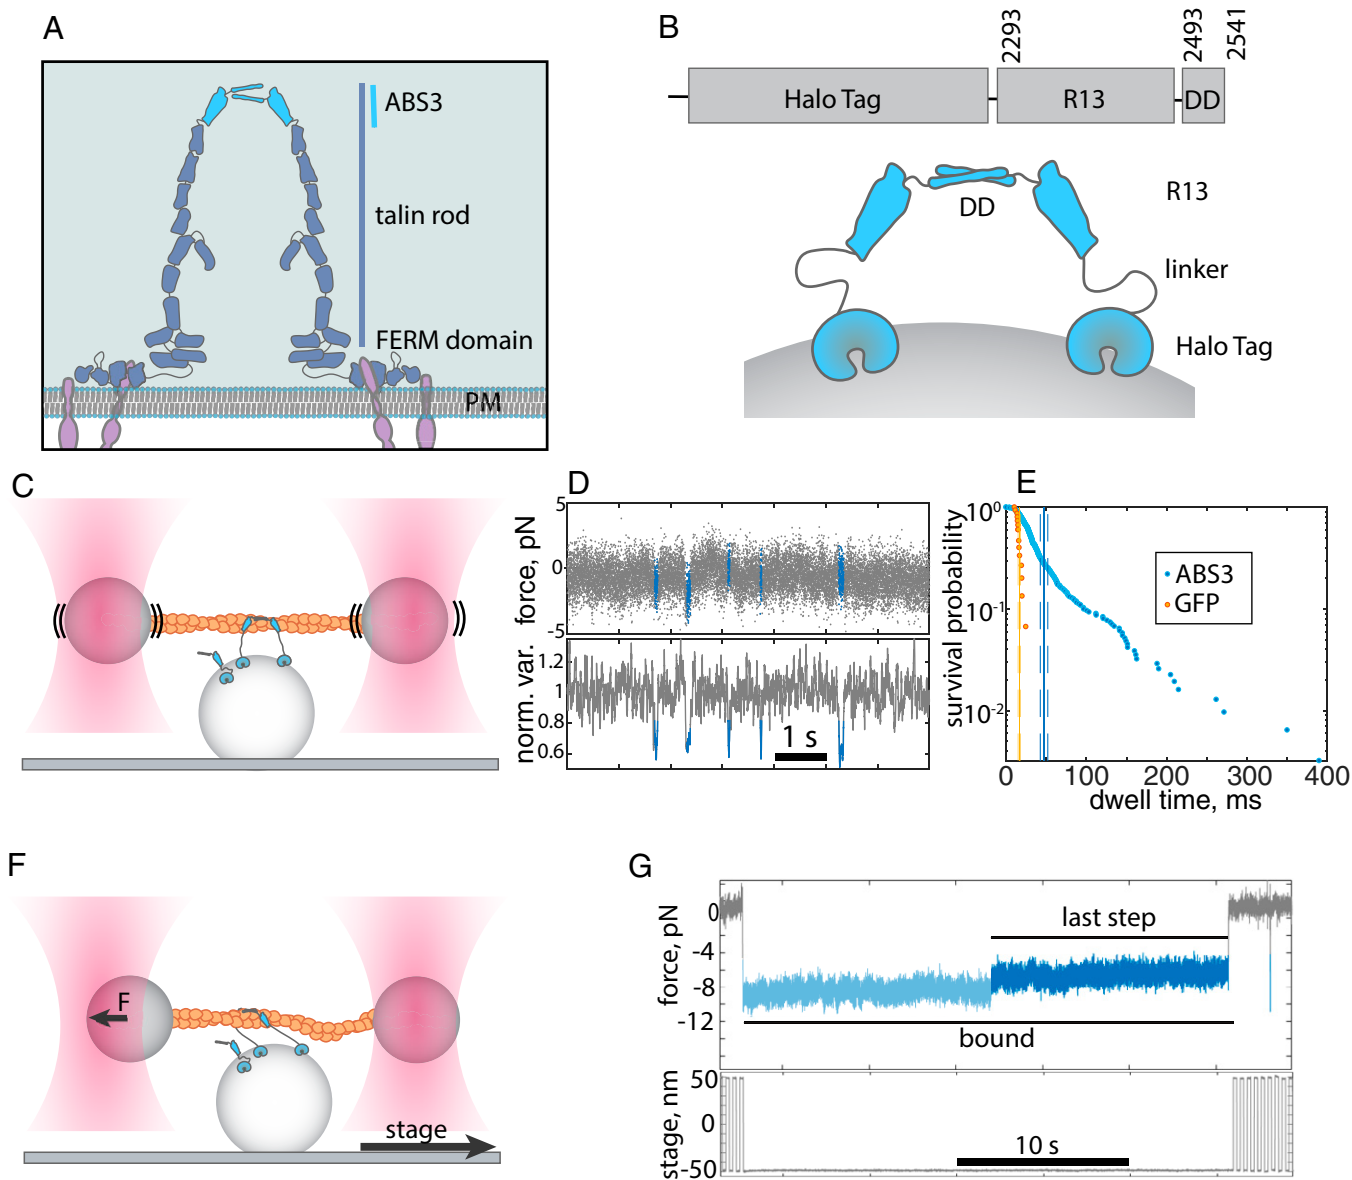 A
ABS3
talin rod
FERM domain
PM
B
2293
2493
2541
Halo Tag
R13
DD
R13
DD
linker
Halo Tag
C
D
5
0
-5
force, pN
1.2
1
0.8
0.6
norm. var.
1 s
E
10^0
10^-1
10^-2
survival probability
ABS3
GFP
0 100 200 300 400
dwell time, ms
F
F
stage
G
0
-4
-8
-12
force, pN
last step
bound
50
0
-50
stage, nm
10 s